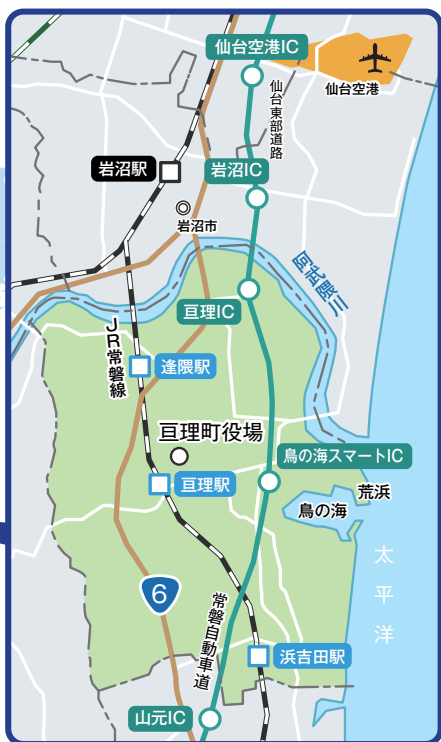 仙台空港IC
仙台空港
仙台東部道路
岩沼駅
岩沼IC
岩沼市
阿武隈川
亘理IC
JR常磐線
逢隈駅
亘理町役場
鳥の海スマートIC
亘理駅
荒浜
鳥の海
太平洋
6
常磐自動車道
浜吉田駅
山元IC